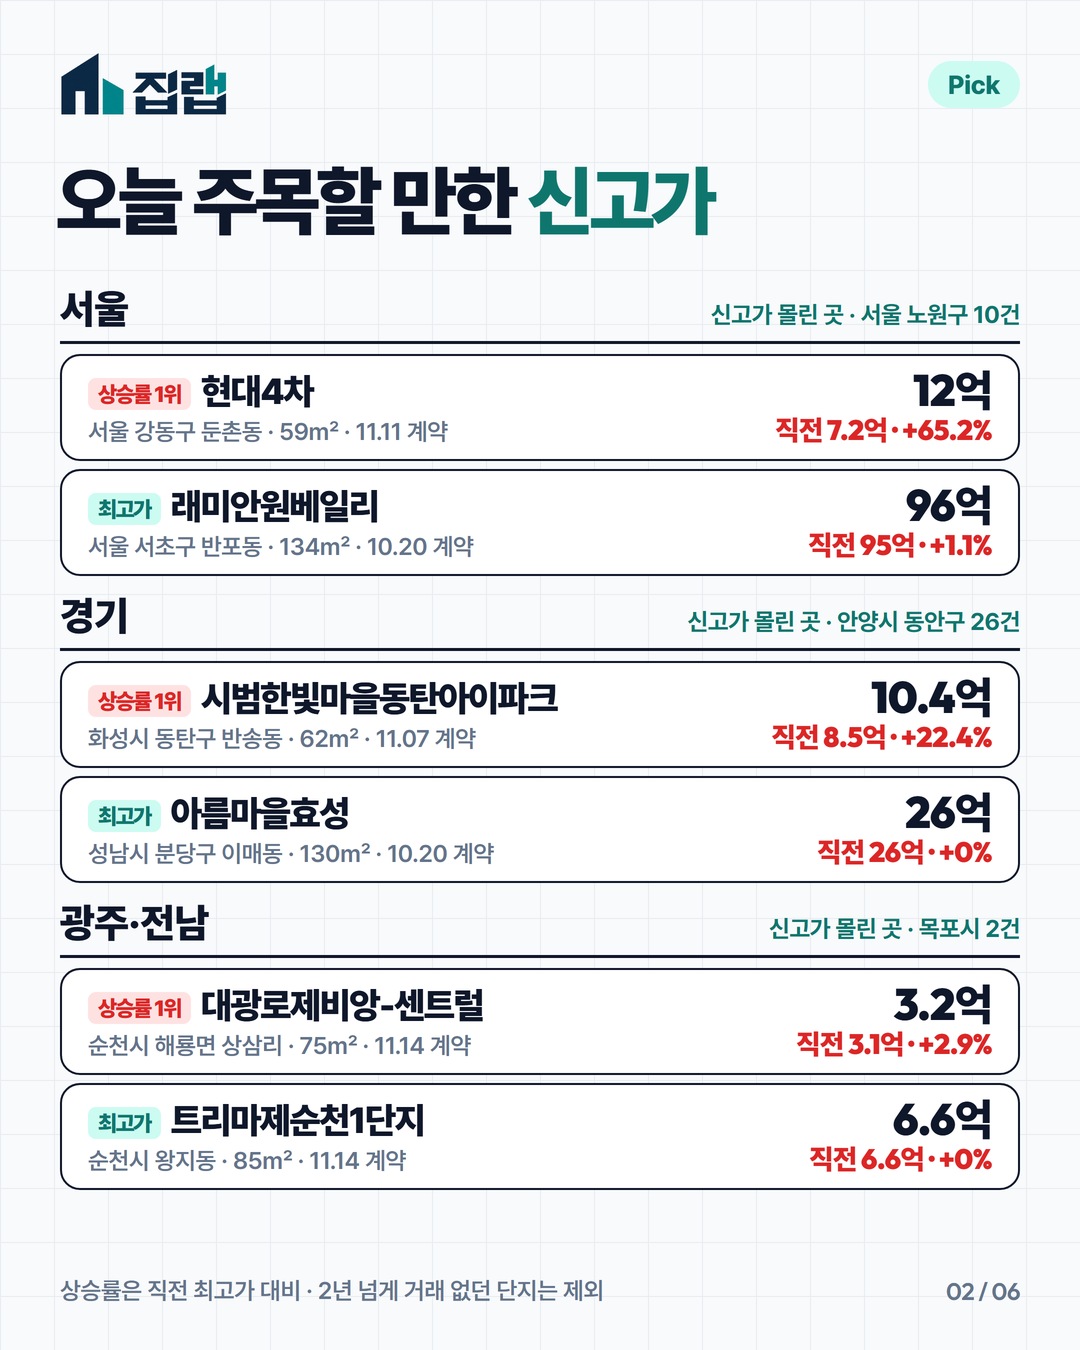 집랩
Pick
오늘 주목할 만한 신고가
서울
신고가 몰린 곳 · 서울 노원구 10건
상승률 1위 현대4차
12억
서울 강동구 둔촌동 · 59m² · 11.11 계약
직전 7.2억 · +65.2%
최고가 래미안원베일리
96억
서울 서초구 반포동 · 134m² · 10.20 계약
직전 95억 · +1.1%
경기
신고가 몰린 곳 · 안양시 동안구 26건
상승률 1위 시범한빛마을동탄아이파크
10.4억
화성시 동탄구 반송동 · 62m² · 11.07 계약
직전 8.5억 · +22.4%
최고가 아름마을효성
26억
성남시 분당구 이매동 · 130m² · 10.20 계약
직전 26억 · +0%
광주·전남
신고가 몰린 곳 · 목포시 2건
상승률 1위 대광로제비앙-센트럴
3.2억
순천시 해룡면 상삼리 · 75m² · 11.14 계약
직전 3.1억 · +2.9%
최고가 트리마제순천1단지
6.6억
순천시 왕지동 · 85m² · 11.14 계약
직전 6.6억 · +0%
상승률은 직전 최고가 대비 · 2년 넘게 거래 없던 단지는 제외
02 / 06